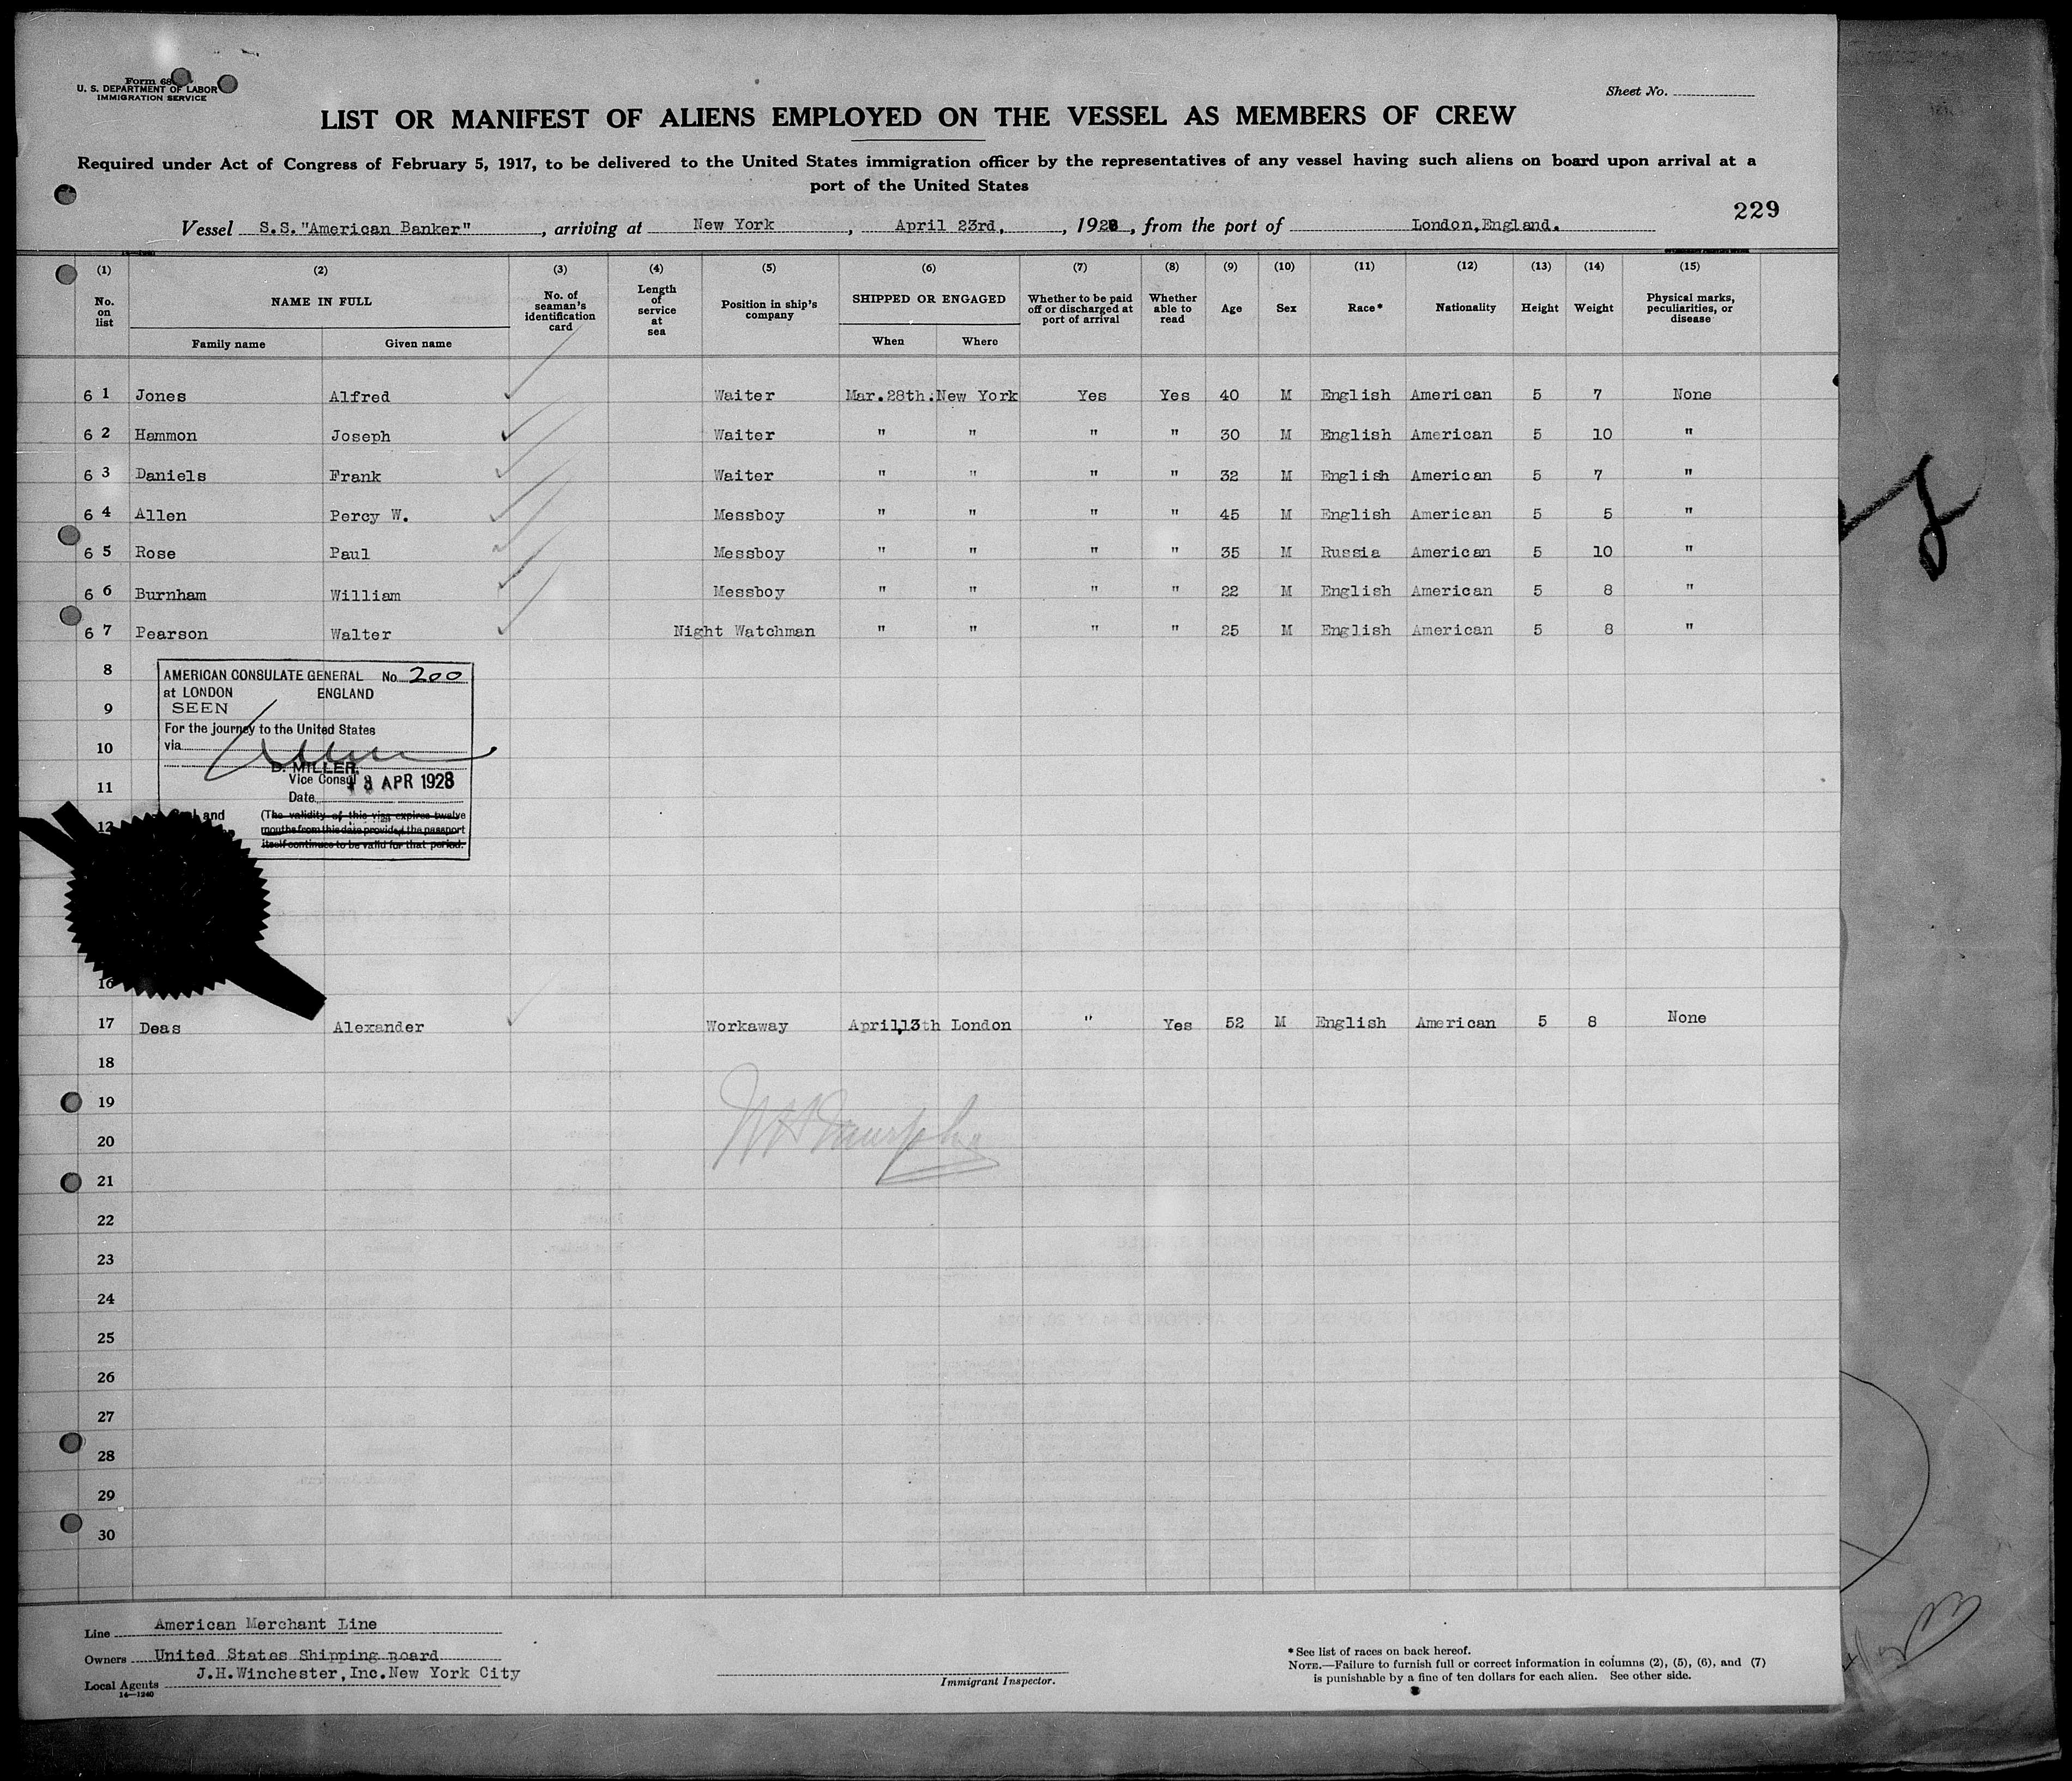 Form 68
U. S. DEPARTMENT OF LABOR
IMMIGRATION SERVICE
Sheet No.
LIST OR MANIFEST OF ALIENS EMPLOYED ON THE VESSEL AS MEMBERS OF CREW
Required under Act of Congress of February 5, 1917, to be delivered to the United States immigration officer by the representatives of any vessel having such aliens on board upon arrival at a
port of the United States
229
Vessel S.S."American Banker", arriving at New York, April 23rd, 1928, from the port of London,England.
(1) (2) (3) (4) (5) (6) (7) (8) (9) (10) (11) (12) (13) (14) (15)
No. on list NAME IN FULL Family name Given name No. of seaman's identification card Length of service at sea Position in ship's company SHIPPED OR ENGAGED When Where Whether to be paid off or discharged at port of arrival Whether able to read Age Sex Race* Nationality Height Weight Physical marks, peculiarities, or disease
6 1 Jones Alfred Waiter Mar.28th. New York Yes Yes 40 M English American 5 7 None
6 2 Hammon Joseph Waiter " " " " 30 M English American 5 10 "
6 3 Daniels Frank Waiter " " " " 32 M English American 5 7 "
6 4 Allen Percy W. Messboy " " " " 45 M English American 5 5 "
6 5 Rose Paul Messboy " " " " 35 M Russia American 5 10 "
6 6 Burnham William Messboy " " " " 22 M English American 5 8 "
6 7 Pearson Walter Night Watchman " " " " 25 M English American 5 8 "
8
AMERICAN CONSULATE GENERAL No. 200
at LONDON ENGLAND
9
SEEN
For the journey to the United States
10
via
D. MILLER.
Vice Consul
11
13 APR 1928
Date
12
and
(The validity of this visa expires twelve
months from this date provided the passport
itself continues to be valid for that period.
16
17 Deas Alexander Workaway April,13th London " Yes 52 M English American 5 8 None
18
19
20
W H Murphy
21
22
23
24
25
26
27
28
29
30
Line American Merchant Line
Owners United States Shipping Board
J.H.Winchester,Inc.New York City
Local Agents
14—1240
Immigrant Inspector.
* See list of races on back hereof.
NOTE.—Failure to furnish full or correct information in columns (2), (5), (6), and (7)
is punishable by a fine of ten dollars for each alien. See other side.